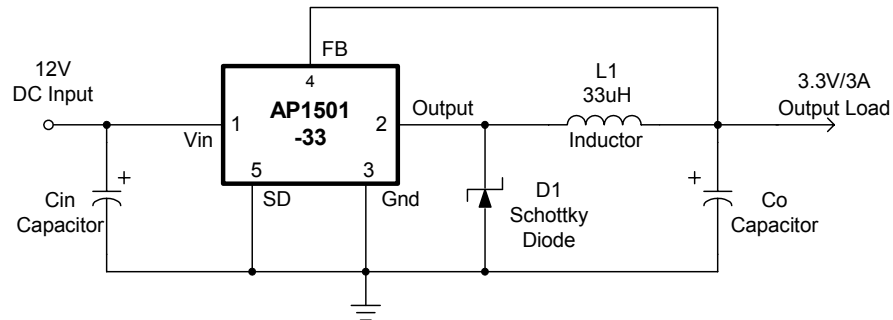 FB
4
12V
DC Input
Vin
1
AP1501
-33
2
Output
L1
33uH
Inductor
3.3V/3A
Output Load
5
SD
3
Gnd
+
Cin
Capacitor
D1
Schottky
Diode
+
Co
Capacitor